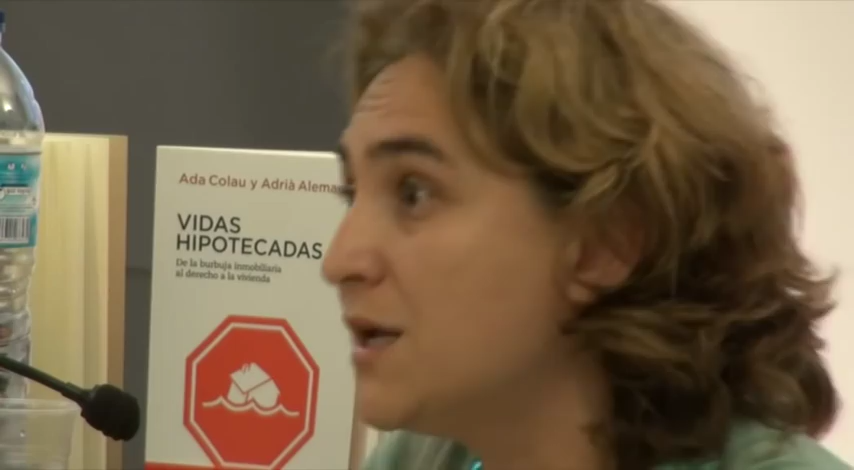 Ada Colau y Adrià Alema
VIDAS
HIPOTECADAS
De la burbuja inmobiliaria
al derecho a la vivienda